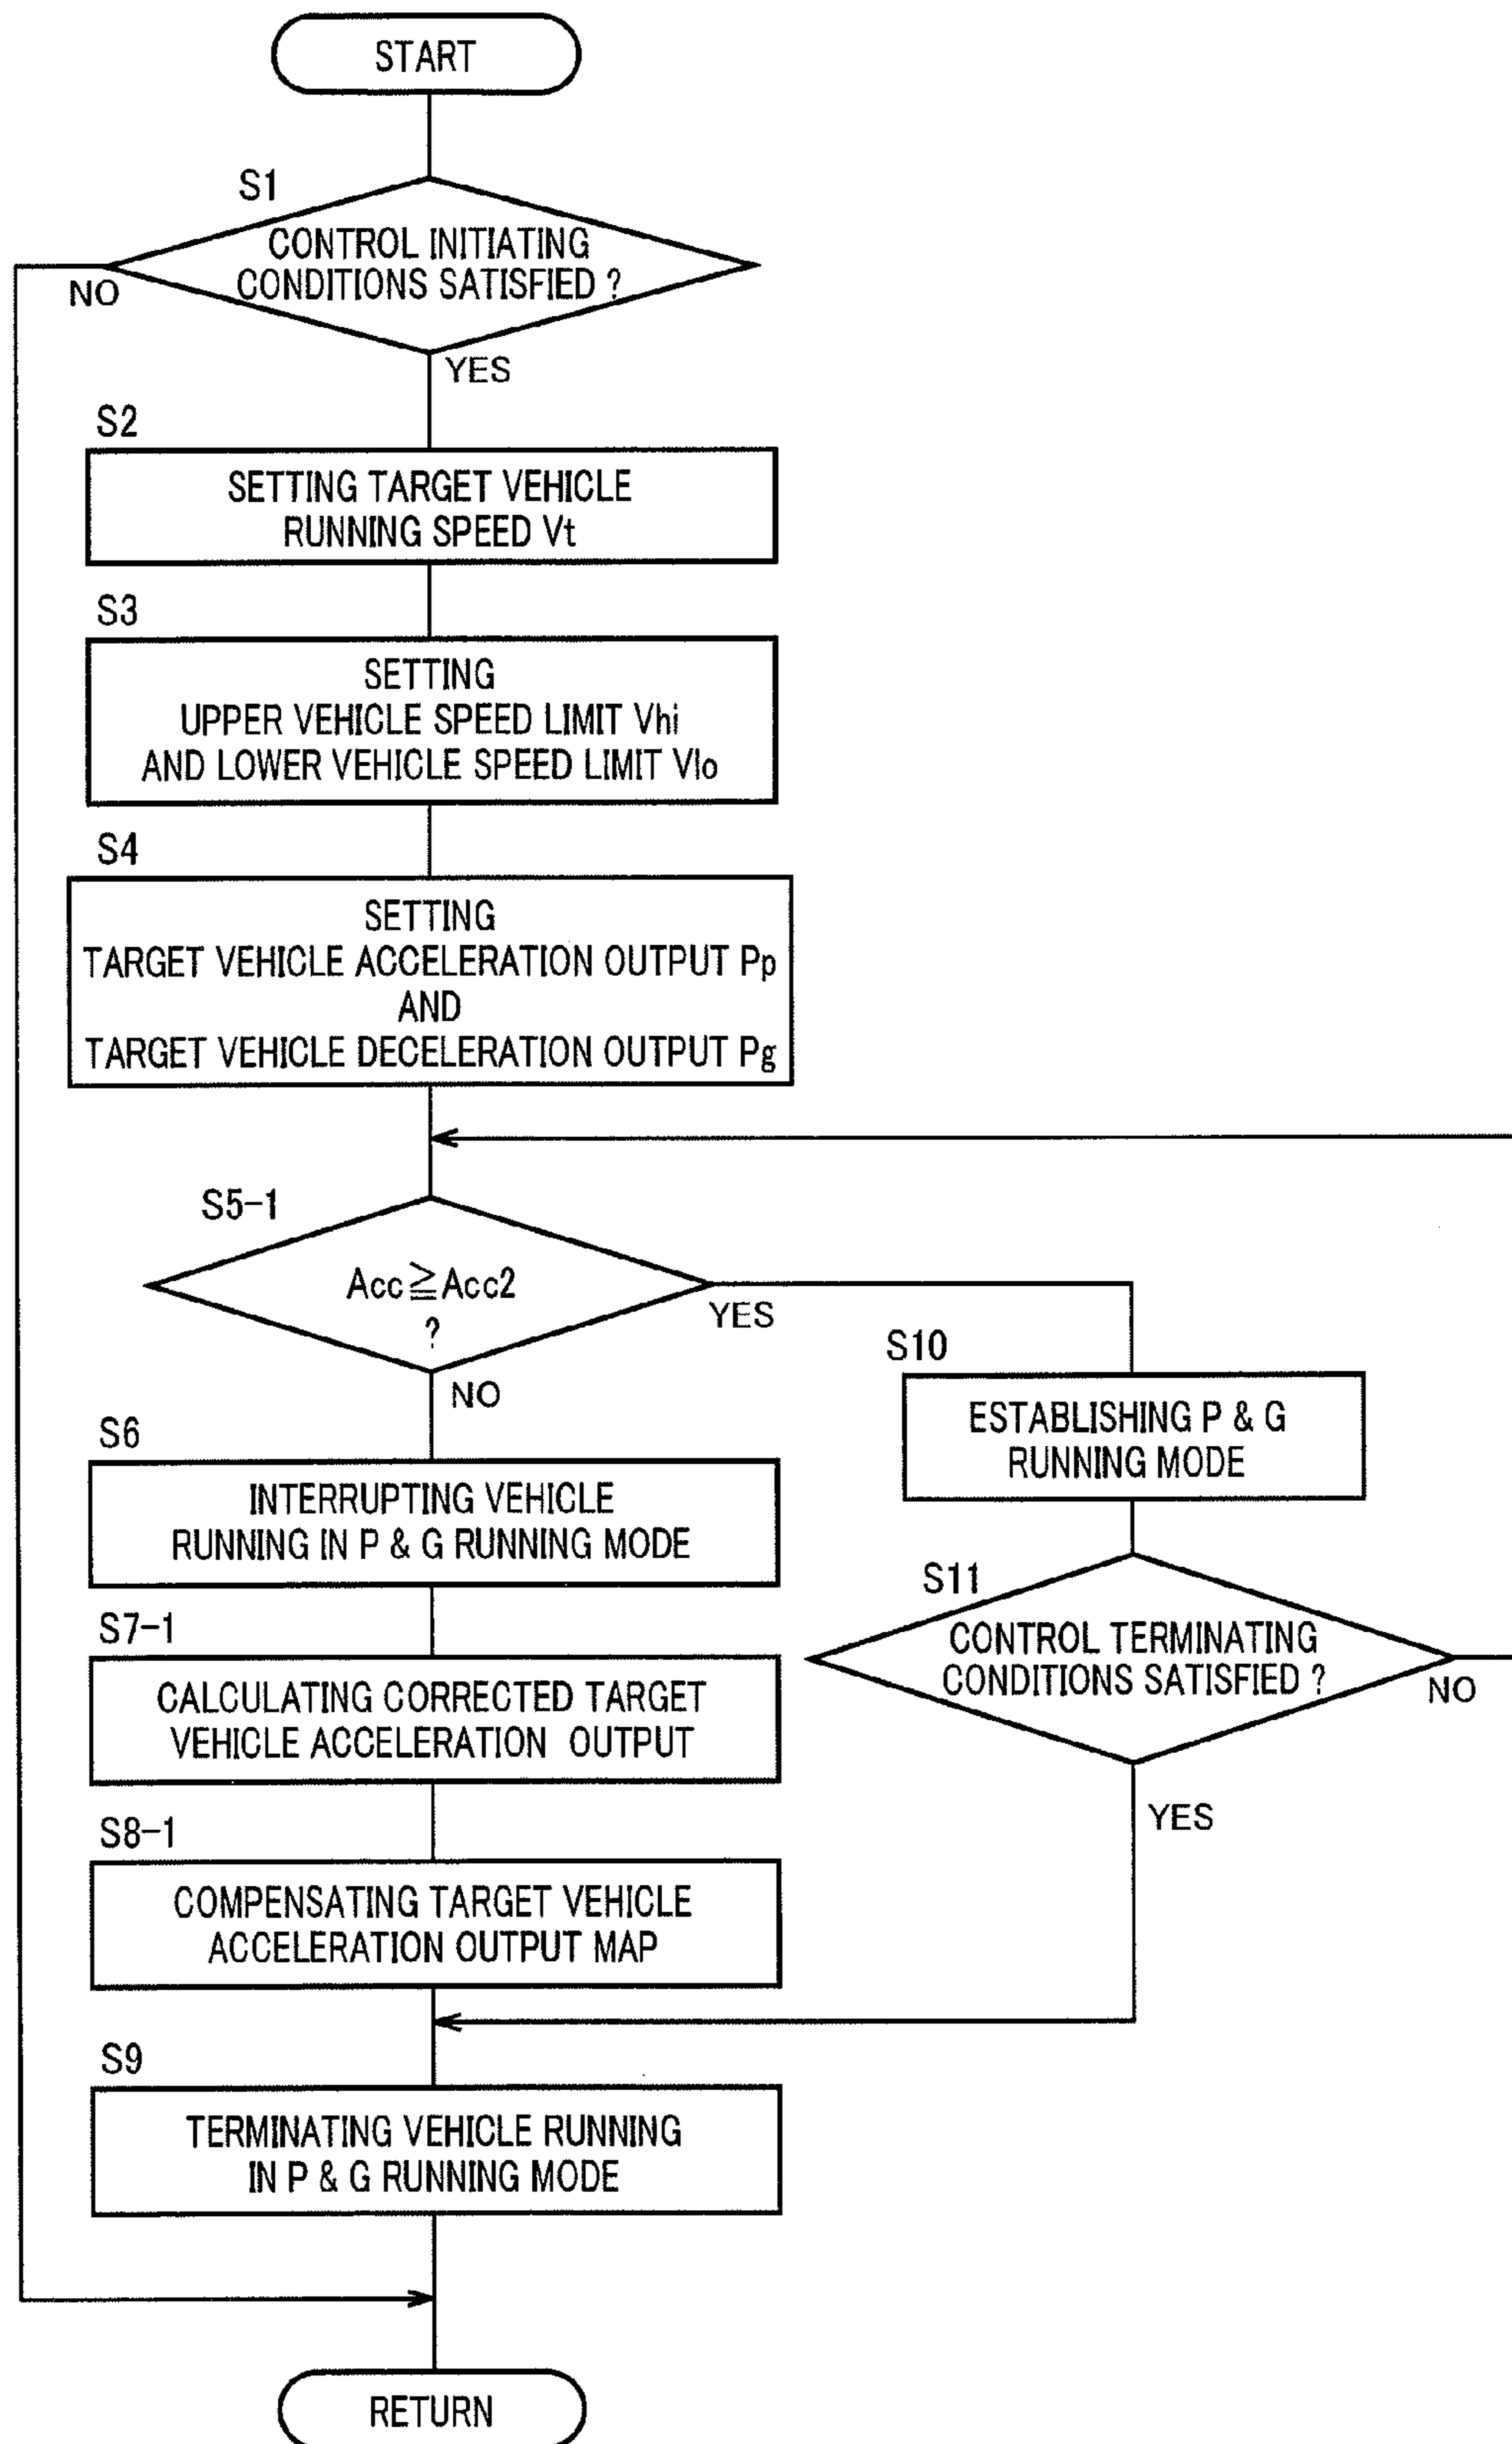 START
S1
CONTROL INITIATING
CONDITIONS SATISFIED ?
NO
YES
S2
SETTING TARGET VEHICLE
RUNNING SPEED Vt
S3
SETTING
UPPER VEHICLE SPEED LIMIT Vhi
AND LOWER VEHICLE SPEED LIMIT Vlo
S4
SETTING
TARGET VEHICLE ACCELERATION OUTPUT Pp
AND
TARGET VEHICLE DECELERATION OUTPUT Pg
S5-1
Acc≧Acc2
?
YES
NO
S10
ESTABLISHING P & G
RUNNING MODE
S6
INTERRUPTING VEHICLE
RUNNING IN P & G RUNNING MODE
S11
CONTROL TERMINATING
CONDITIONS SATISFIED ?
NO
YES
S7-1
CALCULATING CORRECTED TARGET
VEHICLE ACCELERATION OUTPUT
S8-1
COMPENSATING TARGET VEHICLE
ACCELERATION OUTPUT MAP
S9
TERMINATING VEHICLE RUNNING
IN P & G RUNNING MODE
RETURN